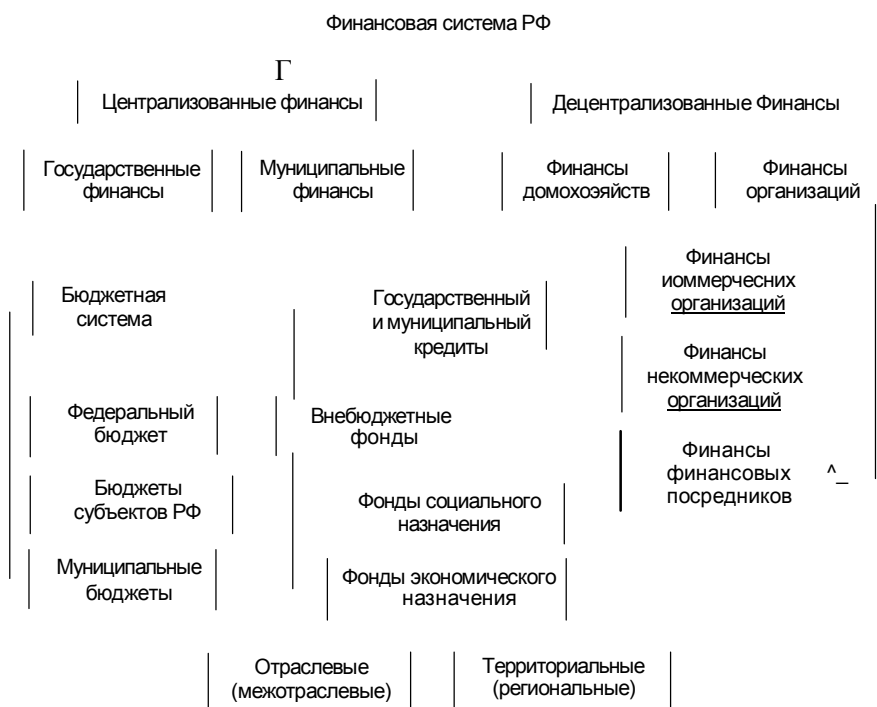 Финансовая система РФ
Г
Централизованные финансы
Децентрализованные Финансы
Государственные
финансы
Муниципальные
финансы
Финансы
домохоэяйств
Финансы
организаций
Финансы
иоммерчесних
организаций
Бюджетная
система
Государственный
и муниципальный
кредиты
Финансы
некоммерческих
организаций
Федеральный
бюджет
Внебюджетные
фонды
Финансы
финансовых
посредников
^_
Бюджеты
субъектов РФ
Фонды социального
назначения
Муниципальные
бюджеты
Фонды экономического
назначения
Отраслевые
(межотраслевые)
Территориальные
(региональные)